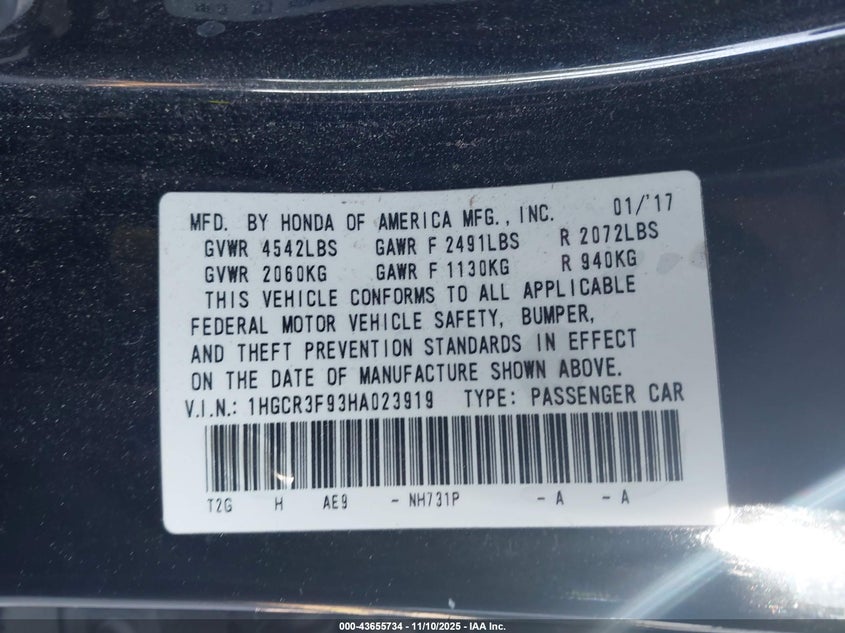 MFD. BY HONDA OF AMERICA MFG., INC. 01/'17
GVWR 4542LBS GAWR F 2491LBS R 2072LBS
GVWR 2060KG GAWR F 1130KG R 940KG
THIS VEHICLE CONFORMS TO ALL APPLICABLE
FEDERAL MOTOR VEHICLE SAFETY, BUMPER,
AND THEFT PREVENTION STANDARDS IN EFFECT
ON THE DATE OF MANUFACTURE SHOWN ABOVE.
V.I.N.: 1HGCR3F93HA023919 TYPE: PASSENGER CAR
T2G H AE9 - NH731P - A - A
000-43655734 - 11/10/2025 - IAA Inc.